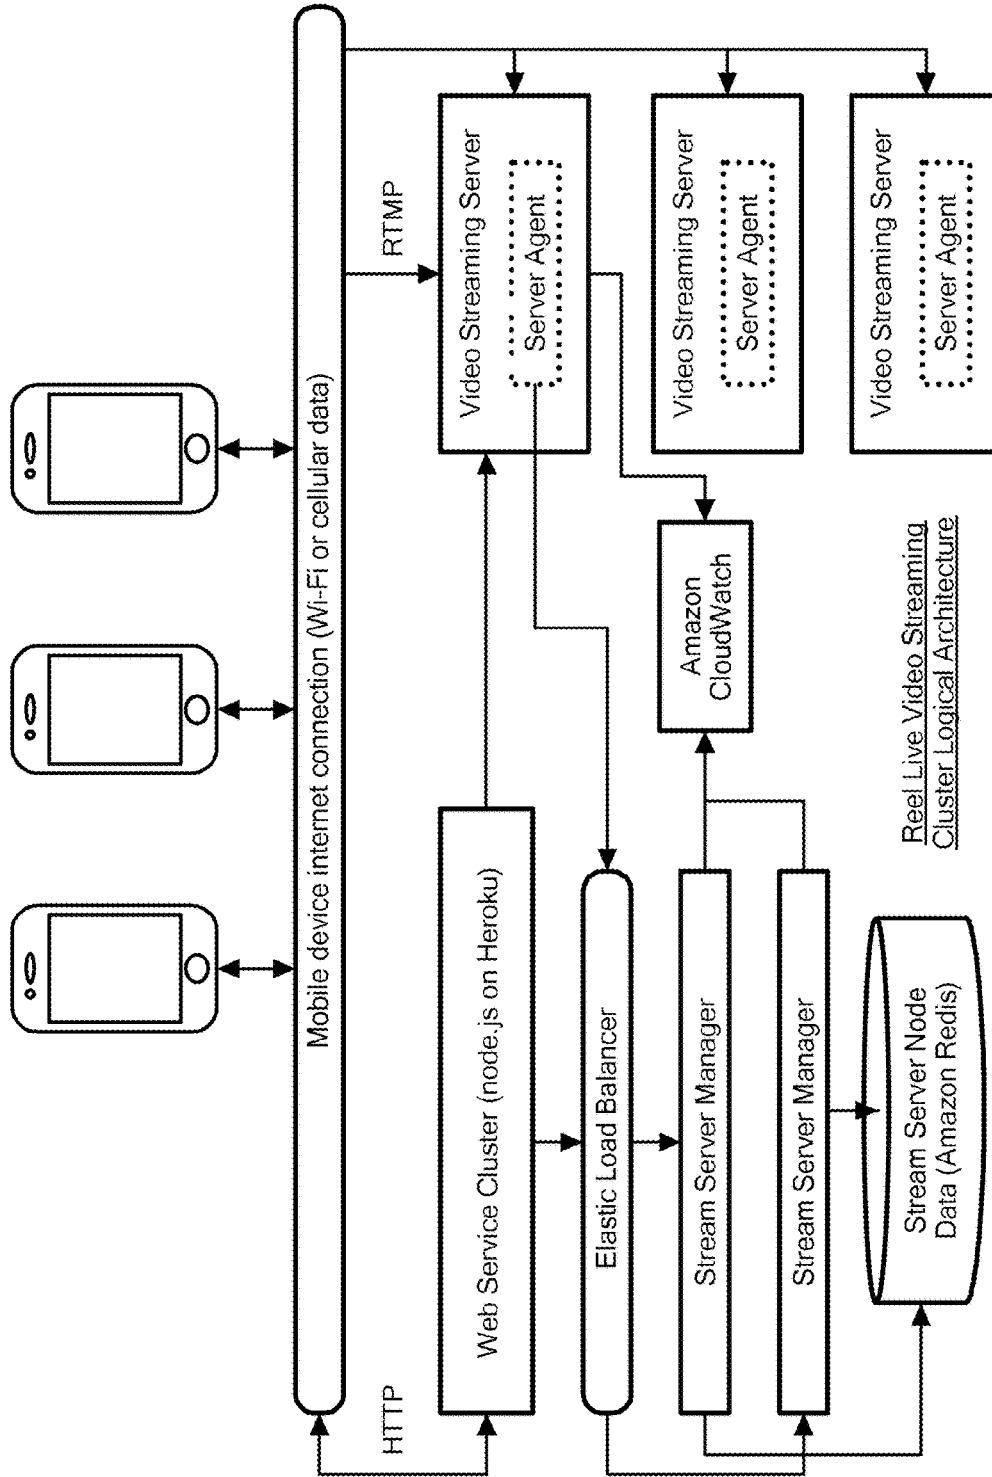 Mobile device internet connection (Wi-Fi or cellular data)
HTTP
RTMP
Web Service Cluster (node.js on Heroku)
Video Streaming Server
Server Agent
Elastic Load Balancer
Stream Server Manager
Amazon
CloudWatch
Video Streaming Server
Server Agent
Stream Server Manager
Stream Server Node
Data (Amazon Redis)
Reel Live Video Streaming
Cluster Logical Architecture
Video Streaming Server
Server Agent